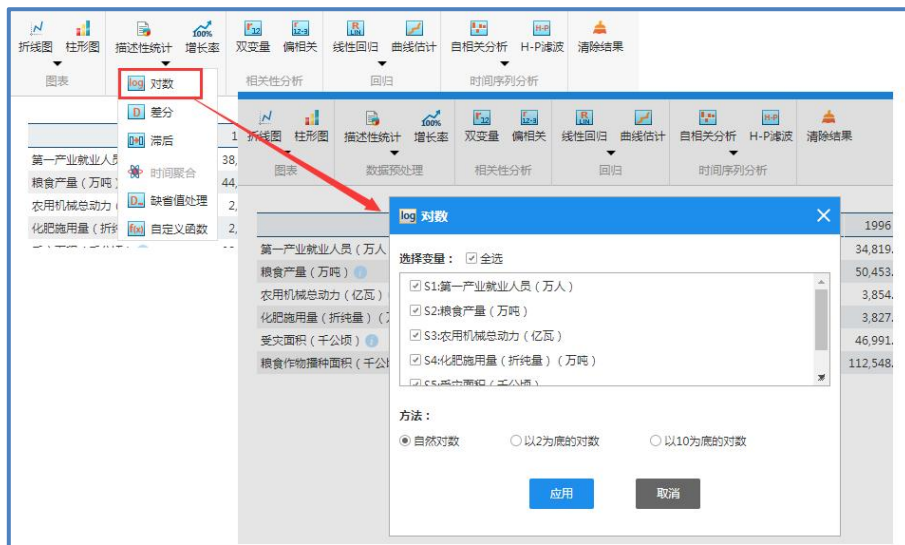 折线图 柱形图 描述性统计 增长率 双变量 偏相关 线性回归 曲线估计 自相关分析 H-P滤波 清除结果
图表 相关性分析 回归 时间序列分析
log 对数
D 差分
滞后
时间聚合
D... 缺省值处理
f(x) 自定义函数
第一产业就业人员 38,
粮食产量（万吨 44,
农用机械总动力（ 2,
化肥施用量（折 2,
折线图 柱形图 描述性统计 增长率 双变量 偏相关 线性回归 曲线估计 自相关分析 H-P滤波 清除结果
图表 数据预处理 相关性分析 回归 时间序列分析
1996
第一产业就业人员（万人 34,819.
粮食产量（万吨） 50,453.
农用机械总动力（亿瓦） 3,854.
化肥施用量（折纯量）（ 3,827.
受灾面积（千公顷） 46,991.
粮食作物播种面积（千公 112,548.
log 对数
选择变量： 全选
S1:第一产业就业人员（万人）
S2:粮食产量（万吨）
S3:农用机械总动力（亿瓦）
S4:化肥施用量（折纯量）（万吨）
S5:受灾面积（千公顷）
方法：
自然对数 以2为底的对数 以10为底的对数
应用 取消